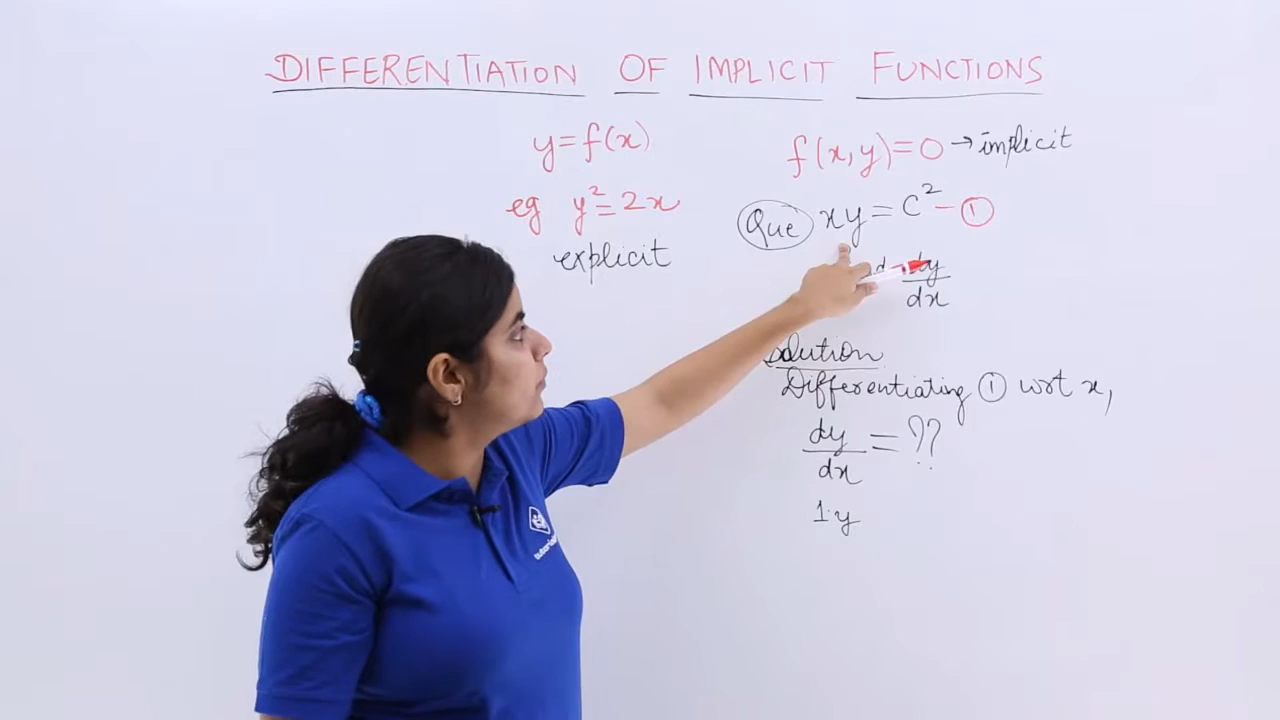 DIFFERENTIATION OF IMPLICIT FUNCTIONS
y = f(x)
eg y² = 2x
explicit
f(x, y) = 0 → implicit
Que xy = C² - ①
dy/dx
Solution
Differentiating ① wrt x,
dy/dx = ??
1·y